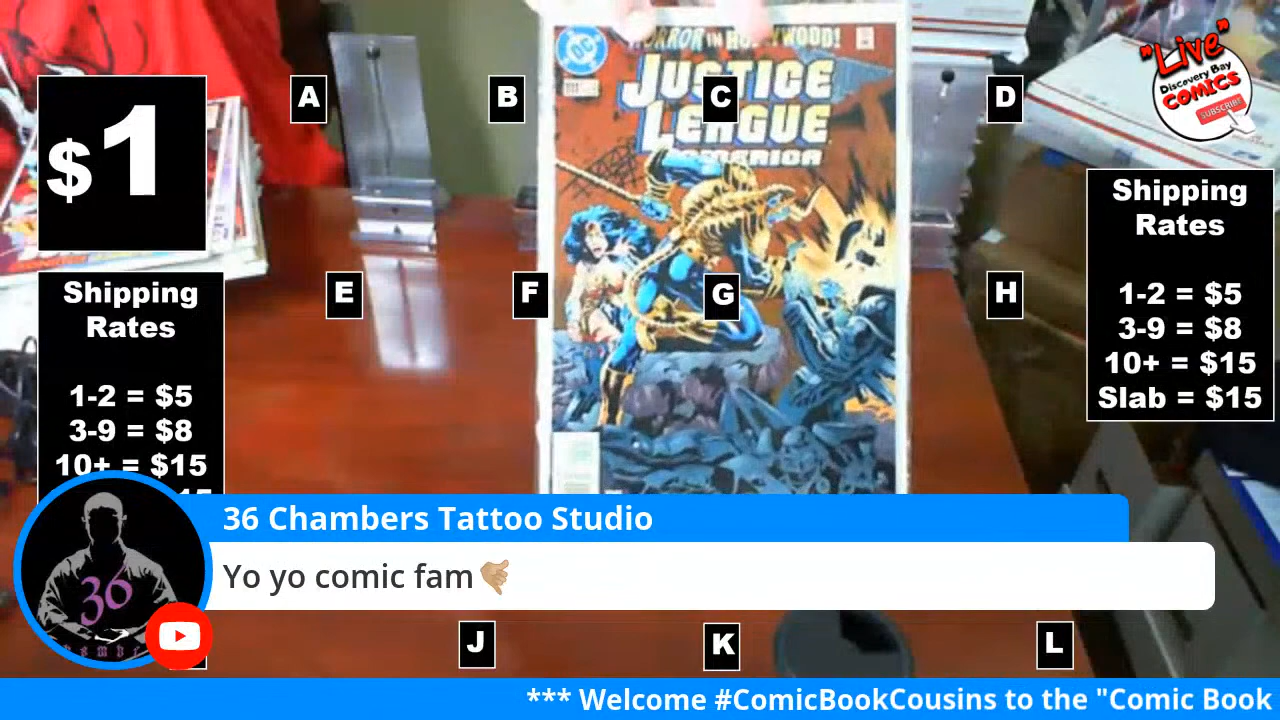 $1
A
B
C
D
E
F
G
H
J
K
L
HORROR IN HOLLYWOOD!
DC
JUSTICE
LEAGUE
AMERICA
"Live"
Discovery Bay
COMICS
SUBSCRIBE
Shipping
Rates
1-2 = $5
3-9 = $8
10+ = $15
Slab = $15
Shipping
Rates
1-2 = $5
3-9 = $8
10+ = $15
36 Chambers Tattoo Studio
Yo yo comic fam🤙🏽
36
*** Welcome #ComicBookCousins to the "Comic Book